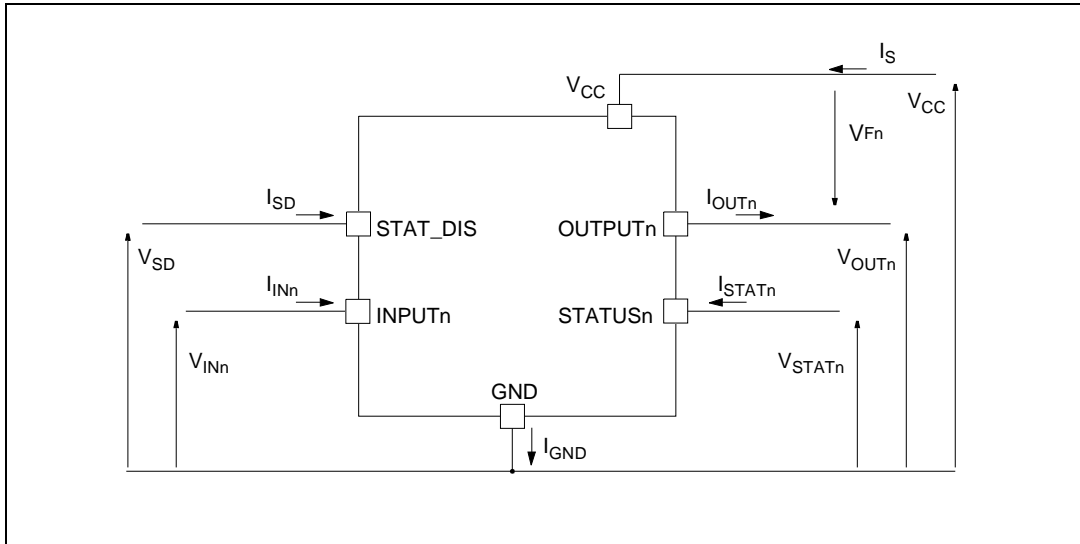 I_S
V_CC
V_CC
V_Fn
I_SD
I_OUTn
STAT_DIS
OUTPUTn
V_SD
V_OUTn
I_INn
I_STATn
INPUTn
STATUSn
V_INn
V_STATn
GND
I_GND